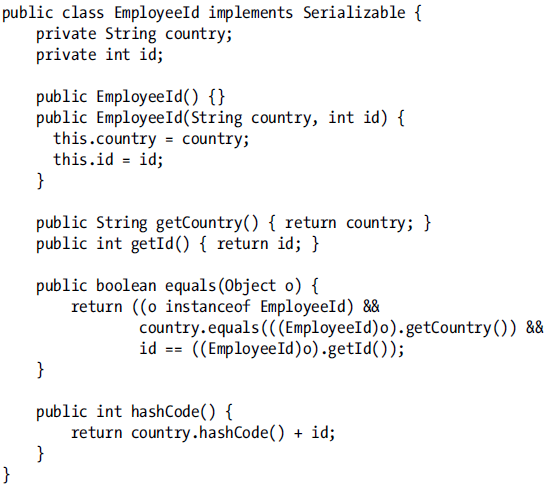 public class EmployeeId implements Serializable {
    private String country;
    private int id;

    public EmployeeId() {}
    public EmployeeId(String country, int id) {
      this.country = country;
      this.id = id;
    }

    public String getCountry() { return country; }
    public int getId() { return id; }

    public boolean equals(Object o) {
        return ((o instanceof EmployeeId) &&
                country.equals(((EmployeeId)o).getCountry()) &&
                id == ((EmployeeId)o).getId());
    }

    public int hashCode() {
        return country.hashCode() + id;
    }
}